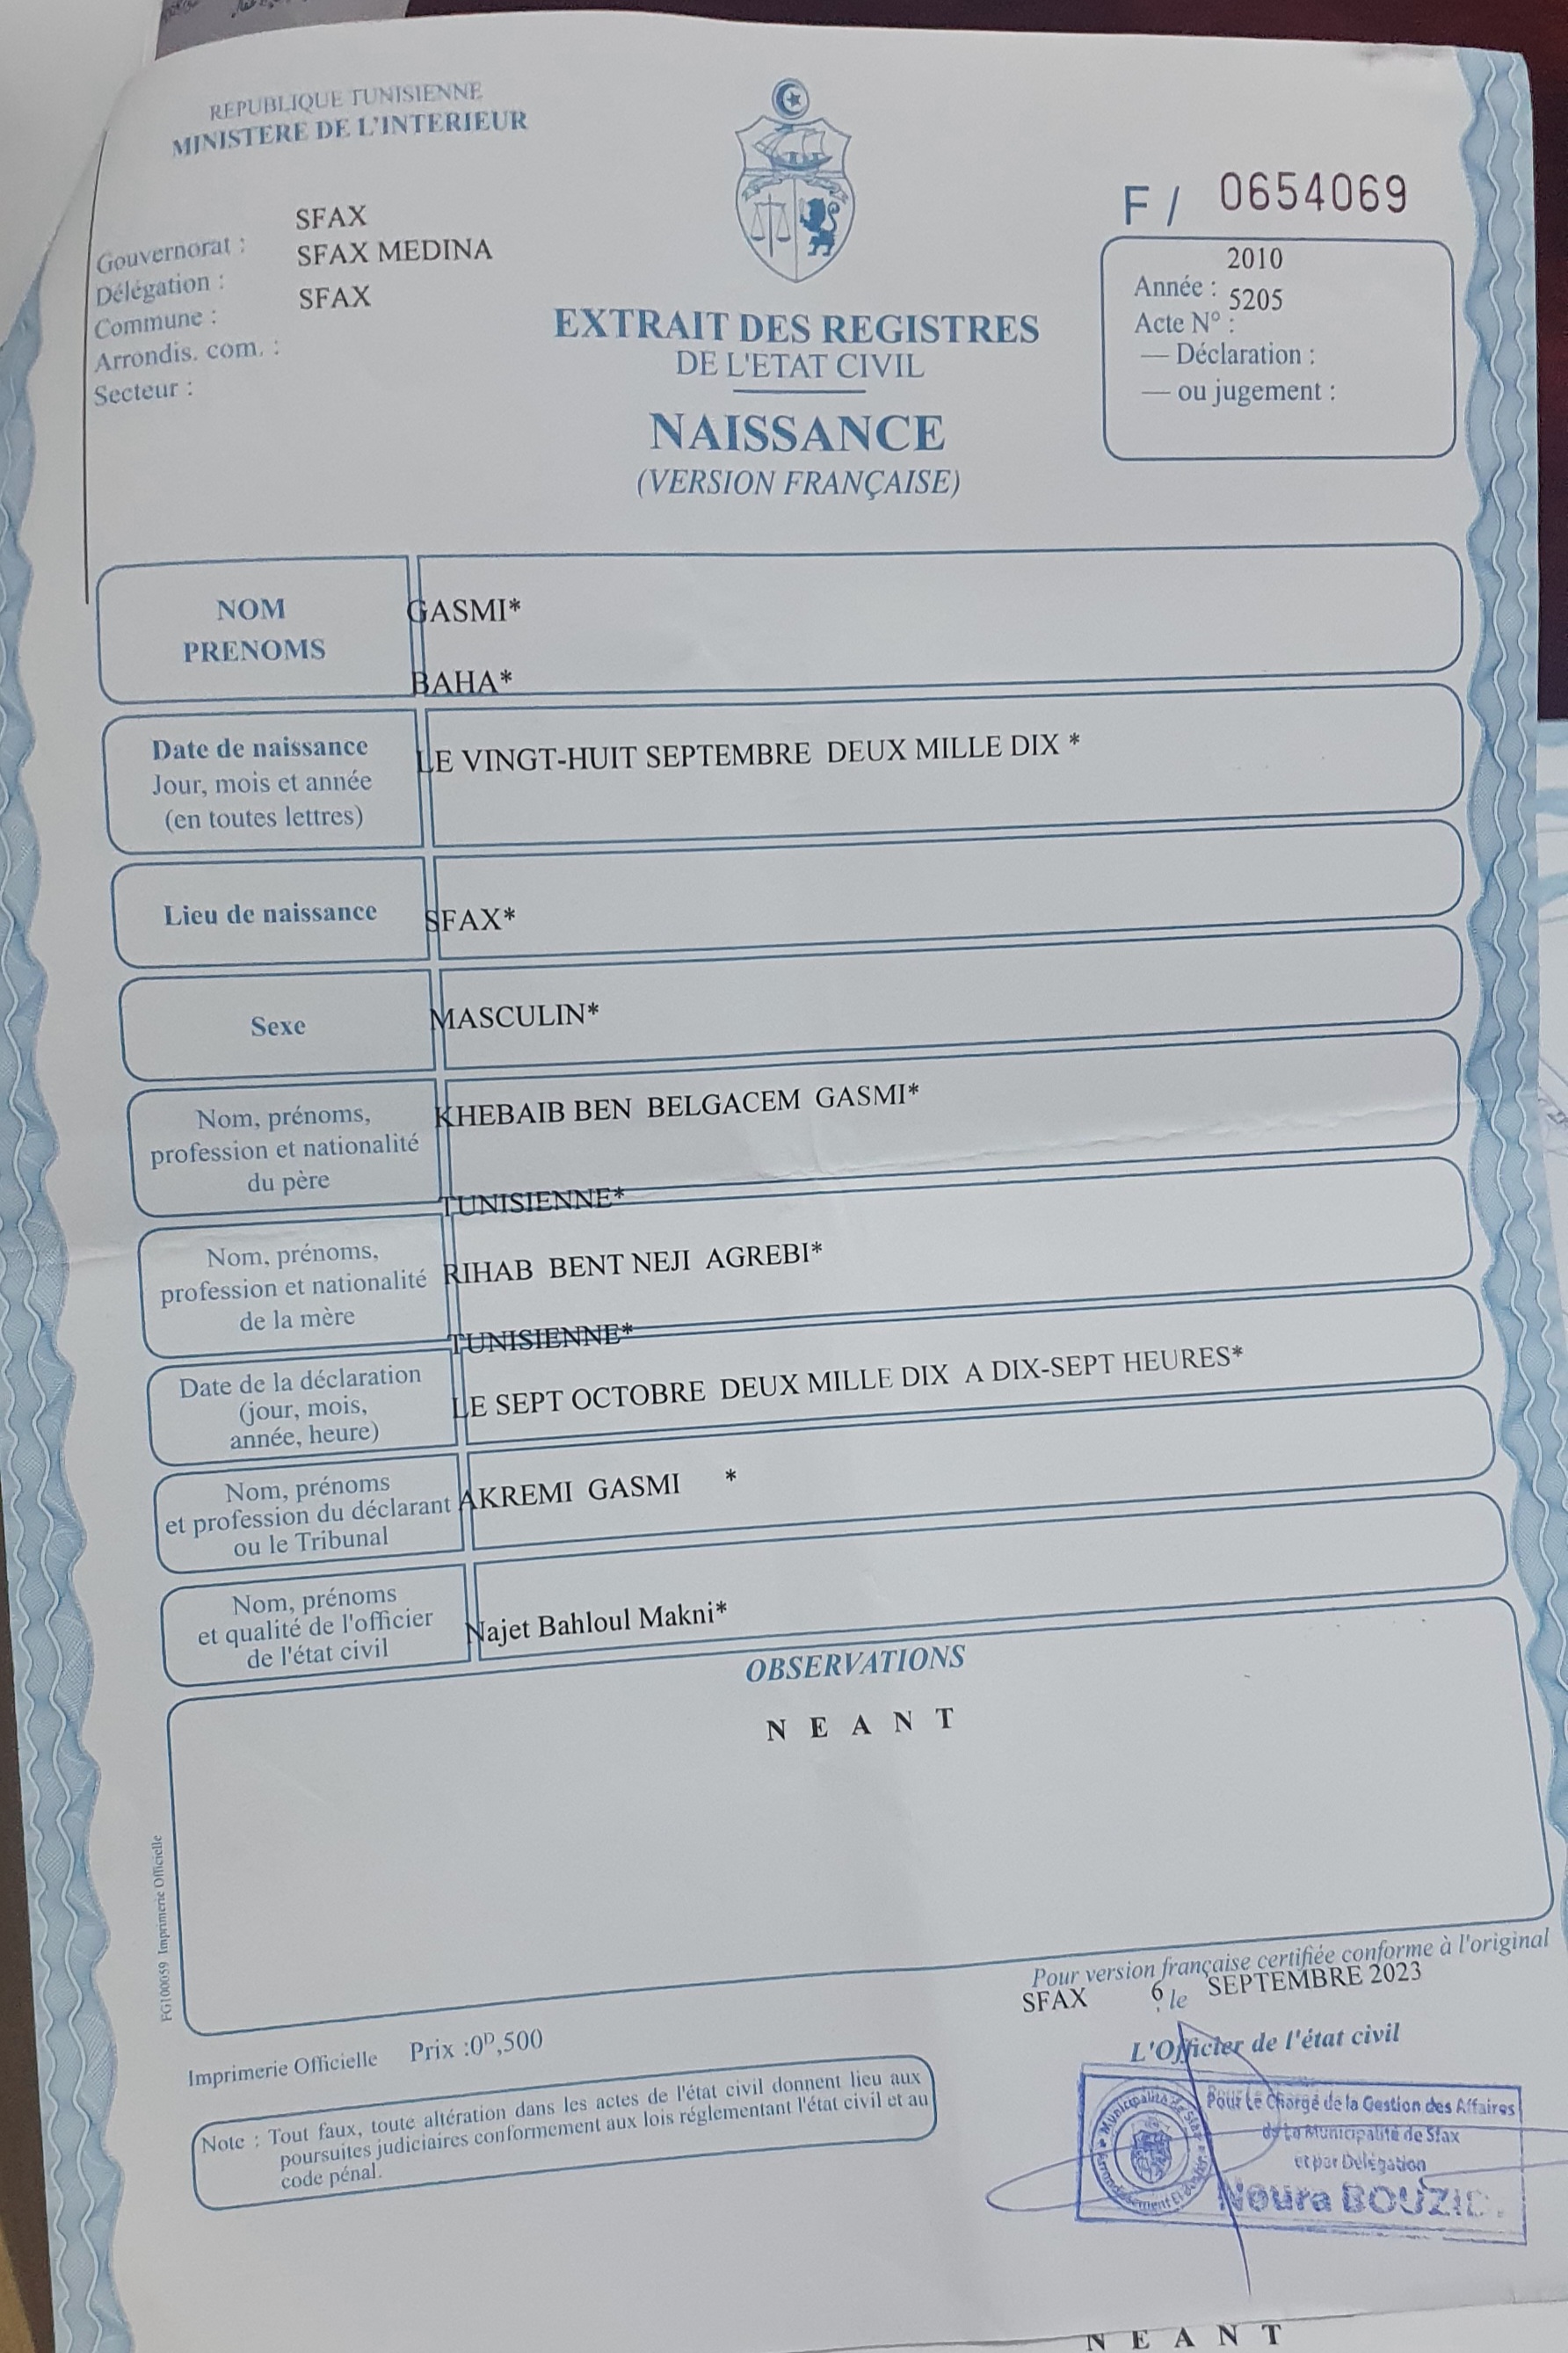 REPUBLIQUE TUNISIENNE
MINISTERE DE L'INTERIEUR
Gouvernorat : SFAX
Délégation : SFAX MEDINA
Commune : SFAX
Arrondis. com. :
Secteur :
F / 0654069
Année : 2010
Acte N° : 5205
— Déclaration :
— ou jugement :
EXTRAIT DES REGISTRES
DE L'ETAT CIVIL
NAISSANCE
(VERSION FRANÇAISE)
NOM GASMI*
PRENOMS BAHA*
Date de naissance
Jour, mois et année
(en toutes lettres)
LE VINGT-HUIT SEPTEMBRE DEUX MILLE DIX *
Lieu de naissance SFAX*
Sexe MASCULIN*
Nom, prénoms,
profession et nationalité
du père
KHEBAIB BEN BELGACEM GASMI*
TUNISIENNE*
Nom, prénoms,
profession et nationalité
de la mère
RIHAB BENT NEJI AGREBI*
TUNISIENNE*
Date de la déclaration
(jour, mois,
année, heure)
LE SEPT OCTOBRE DEUX MILLE DIX A DIX-SEPT HEURES*
Nom, prénoms
et profession du déclarant
ou le Tribunal
AKREMI GASMI *
Nom, prénoms
et qualité de l'officier
de l'état civil
Najet Bahloul Makni*
OBSERVATIONS
N E A N T
FG100059 Imprimerie Officielle
Pour version française certifiée conforme à l'original
SFAX 6 : le SEPTEMBRE 2023
L'Officier de l'état civil
Imprimerie Officielle Prix :0D,500
Note : Tout faux, toute altération dans les actes de l'état civil donnent lieu aux
poursuites judiciaires conformement aux lois réglementant l'état civil et au
code pénal.
Municipalité de Sfax
Pour Le Chargé de la Gestion des Affaires
de La Municipalité de Sfax
et par Délégation
Noura
N E A N T